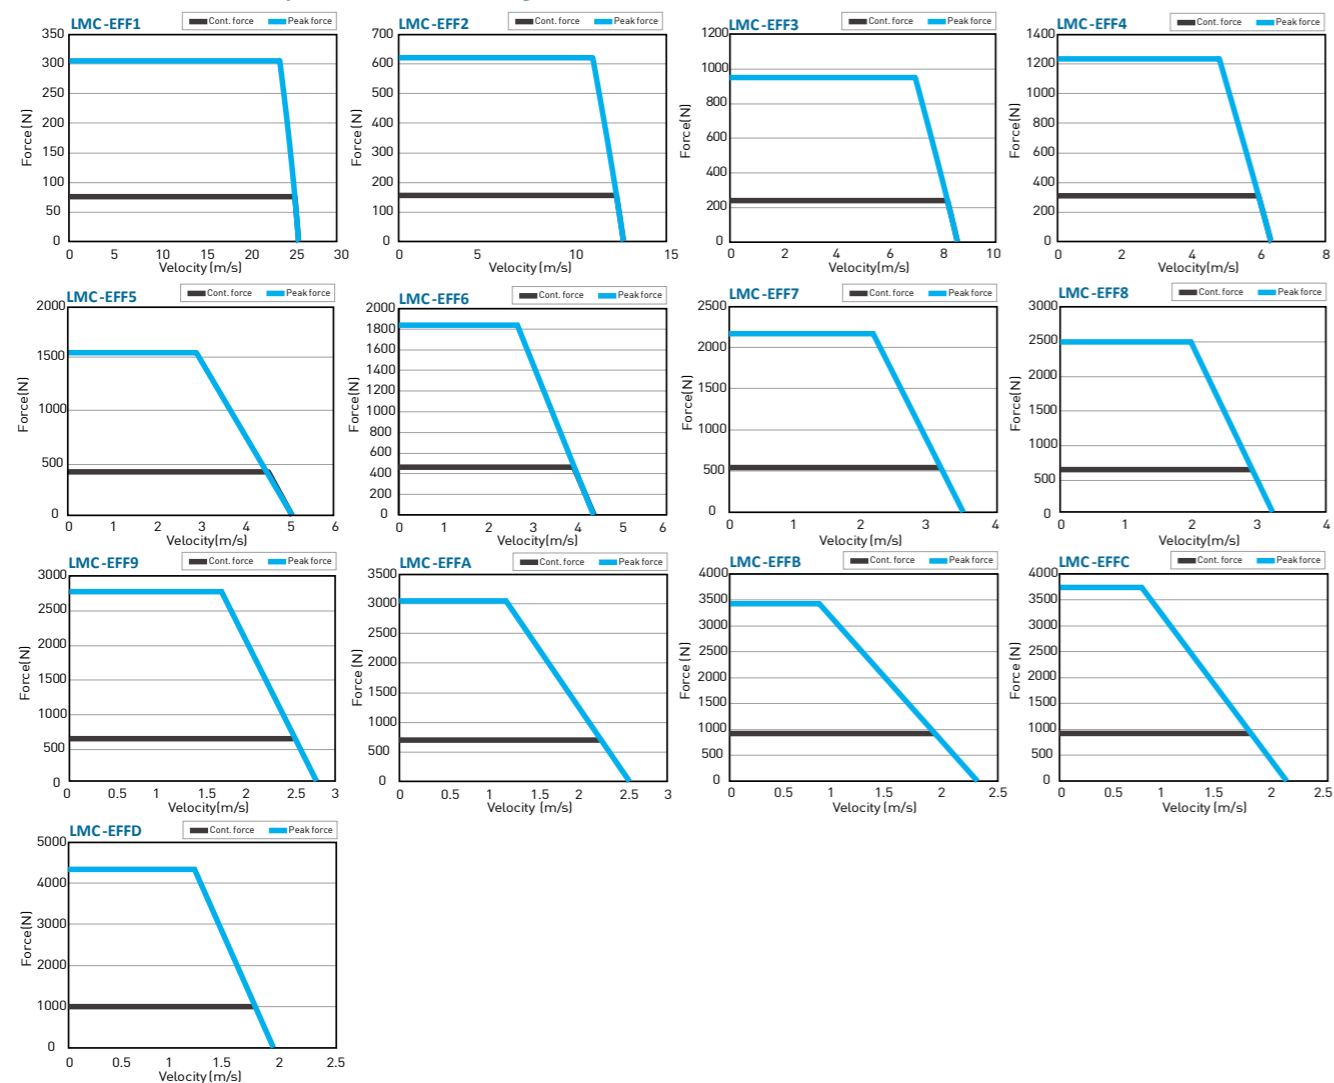 LMC-EFF1
Cont. force Peak force
350
300
250
200
150
100
50
0
Force(N)
0 5 10 15 20 25 30
Velocity(m/s)
LMC-EFF2
Cont. force Peak force
700
600
500
400
300
200
100
0
Force(N)
0 5 10 15
Velocity(m/s)
LMC-EFF3
Cont. force Peak force
1200
1000
800
600
400
200
0
Force(N)
0 2 4 6 8 10
Velocity(m/s)
LMC-EFF4
Cont. force Peak force
1400
1200
1000
800
600
400
200
0
Force(N)
0 2 4 6 8
Velocity(m/s)
LMC-EFF5
Cont. force Peak force
2000
1500
1000
500
0
Force(N)
0 1 2 3 4 5 6
Velocity(m/s)
LMC-EFF6
Cont. force Peak force
2000
1800
1600
1400
1200
1000
800
600
400
200
0
Force(N)
0 1 2 3 4 5 6
Velocity(m/s)
LMC-EFF7
Cont. force Peak force
2500
2000
1500
1000
500
0
Force(N)
0 1 2 3 4
Velocity(m/s)
LMC-EFF8
Cont. force Peak force
3000
2500
2000
1500
1000
500
0
Force(N)
0 1 2 3 4
Velocity(m/s)
LMC-EFF9
Cont. force Peak force
3000
2500
2000
1500
1000
500
0
Force(N)
0 0.5 1 1.5 2 2.5 3
Velocity(m/s)
LMC-EFFA
Cont. force Peak force
3500
3000
2500
2000
1500
1000
500
0
Force(N)
0 0.5 1 1.5 2 2.5 3
Velocity (m/s)
LMC-EFFB
Cont. force Peak force
4000
3500
3000
2500
2000
1500
1000
500
0
Force (N)
0 0.5 1 1.5 2 2.5
Velocity (m/s)
LMC-EFFC
Cont. force Peak force
4000
3500
3000
2500
2000
1500
1000
500
0
Force (N)
0 0.5 1 1.5 2 2.5
Velocity (m/s)
LMC-EFFD
Cont. force Peak force
5000
4000
3000
2000
1000
0
Force(N)
0 0.5 1 1.5 2 2.5
Velocity(m/s)